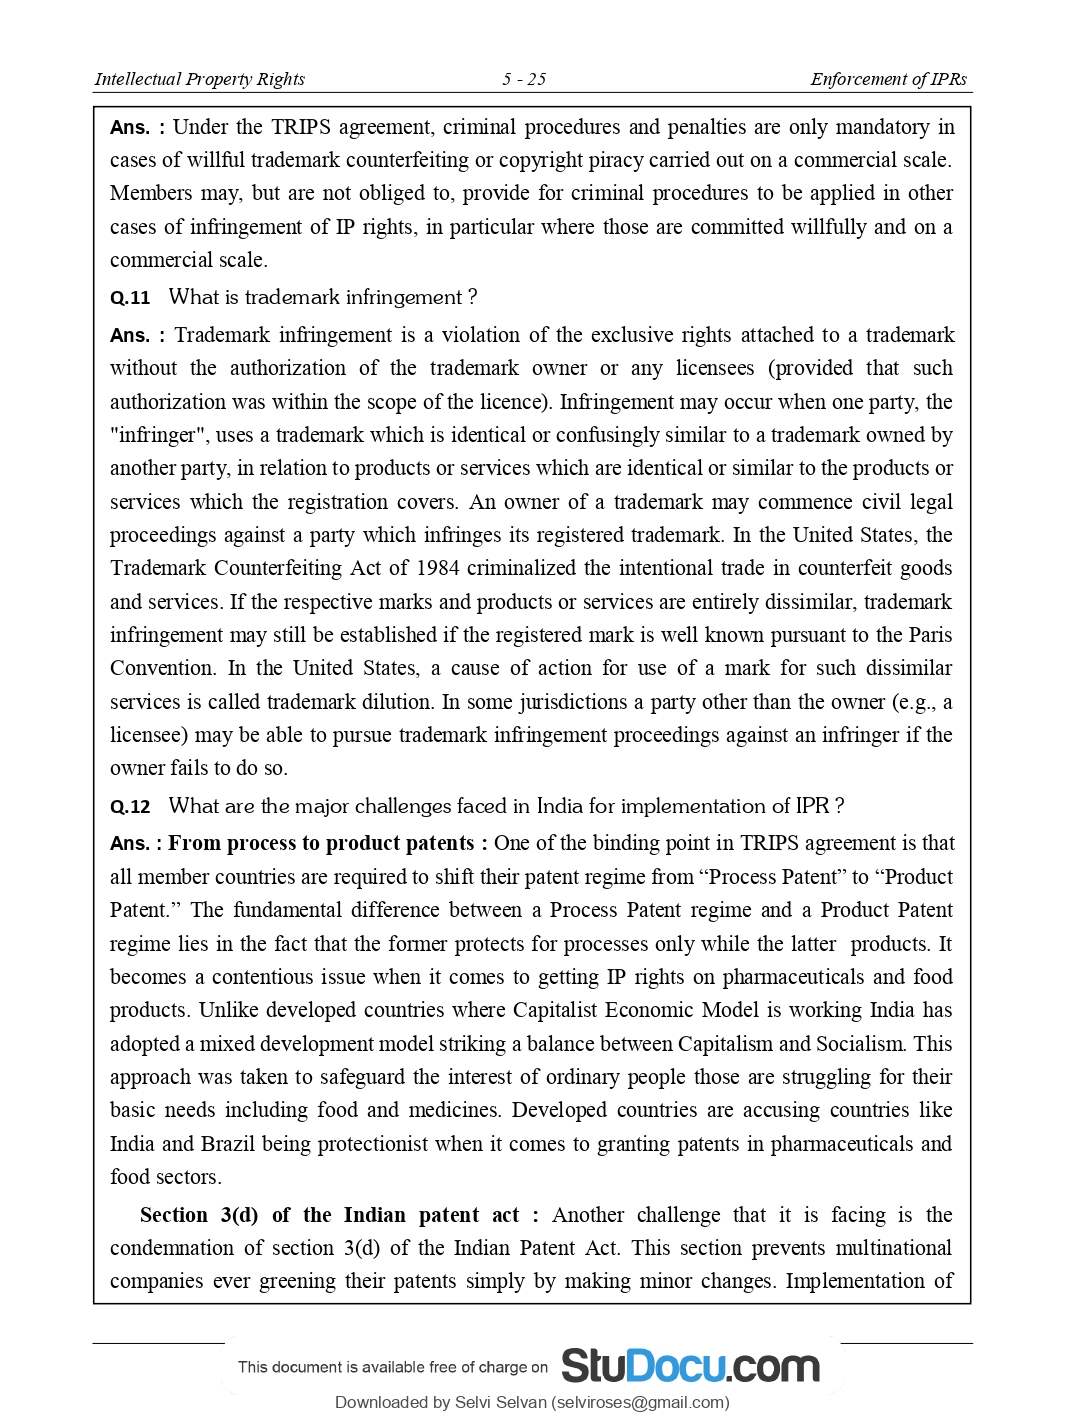 Intellectual Property Rights 5 - 25 Enforcement of IPRs
Ans. : Under the TRIPS agreement, criminal procedures and penalties are only mandatory in
cases of willful trademark counterfeiting or copyright piracy carried out on a commercial scale.
Members may, but are not obliged to, provide for criminal procedures to be applied in other
cases of infringement of IP rights, in particular where those are committed willfully and on a
commercial scale.
Q.11 What is trademark infringement ?
Ans. : Trademark infringement is a violation of the exclusive rights attached to a trademark
without the authorization of the trademark owner or any licensees (provided that such
authorization was within the scope of the licence). Infringement may occur when one party, the
"infringer", uses a trademark which is identical or confusingly similar to a trademark owned by
another party, in relation to products or services which are identical or similar to the products or
services which the registration covers. An owner of a trademark may commence civil legal
proceedings against a party which infringes its registered trademark. In the United States, the
Trademark Counterfeiting Act of 1984 criminalized the intentional trade in counterfeit goods
and services. If the respective marks and products or services are entirely dissimilar, trademark
infringement may still be established if the registered mark is well known pursuant to the Paris
Convention. In the United States, a cause of action for use of a mark for such dissimilar
services is called trademark dilution. In some jurisdictions a party other than the owner (e.g., a
licensee) may be able to pursue trademark infringement proceedings against an infringer if the
owner fails to do so.
Q.12 What are the major challenges faced in India for implementation of IPR ?
Ans. : From process to product patents : One of the binding point in TRIPS agreement is that
all member countries are required to shift their patent regime from “Process Patent” to “Product
Patent.” The fundamental difference between a Process Patent regime and a Product Patent
regime lies in the fact that the former protects for processes only while the latter products. It
becomes a contentious issue when it comes to getting IP rights on pharmaceuticals and food
products. Unlike developed countries where Capitalist Economic Model is working India has
adopted a mixed development model striking a balance between Capitalism and Socialism. This
approach was taken to safeguard the interest of ordinary people those are struggling for their
basic needs including food and medicines. Developed countries are accusing countries like
India and Brazil being protectionist when it comes to granting patents in pharmaceuticals and
food sectors.
Section 3(d) of the Indian patent act : Another challenge that it is facing is the
condemnation of section 3(d) of the Indian Patent Act. This section prevents multinational
companies ever greening their patents simply by making minor changes. Implementation of
This document is available free of charge on StuDocu.com
Downloaded by Selvi Selvan (selviroses@gmail.com)